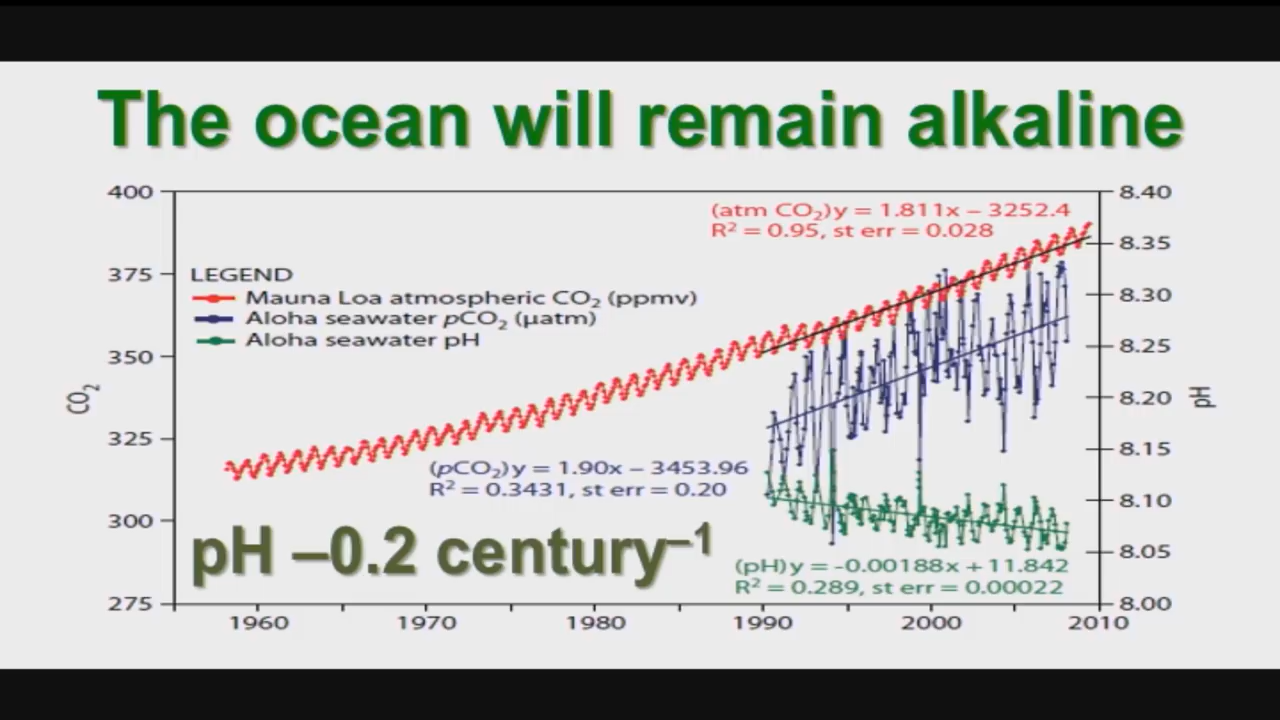 The ocean will remain alkaline
400
375
350
325
300
275
CO₂
8.40
8.35
8.30
8.25
8.20
8.15
8.10
8.05
8.00
pH
(atm CO₂)y = 1.811x – 3252.4
R² = 0.95, st err = 0.028
LEGEND
Mauna Loa atmospheric CO₂ (ppmv)
Aloha seawater pCO₂ (µatm)
Aloha seawater pH
(pCO₂)y = 1.90x – 3453.96
R² = 0.3431, st err = 0.20
pH –0.2 century⁻¹
(pH)y = -0.00188x + 11.842
R² = 0.289, st err = 0.00022
1960 1970 1980 1990 2000 2010